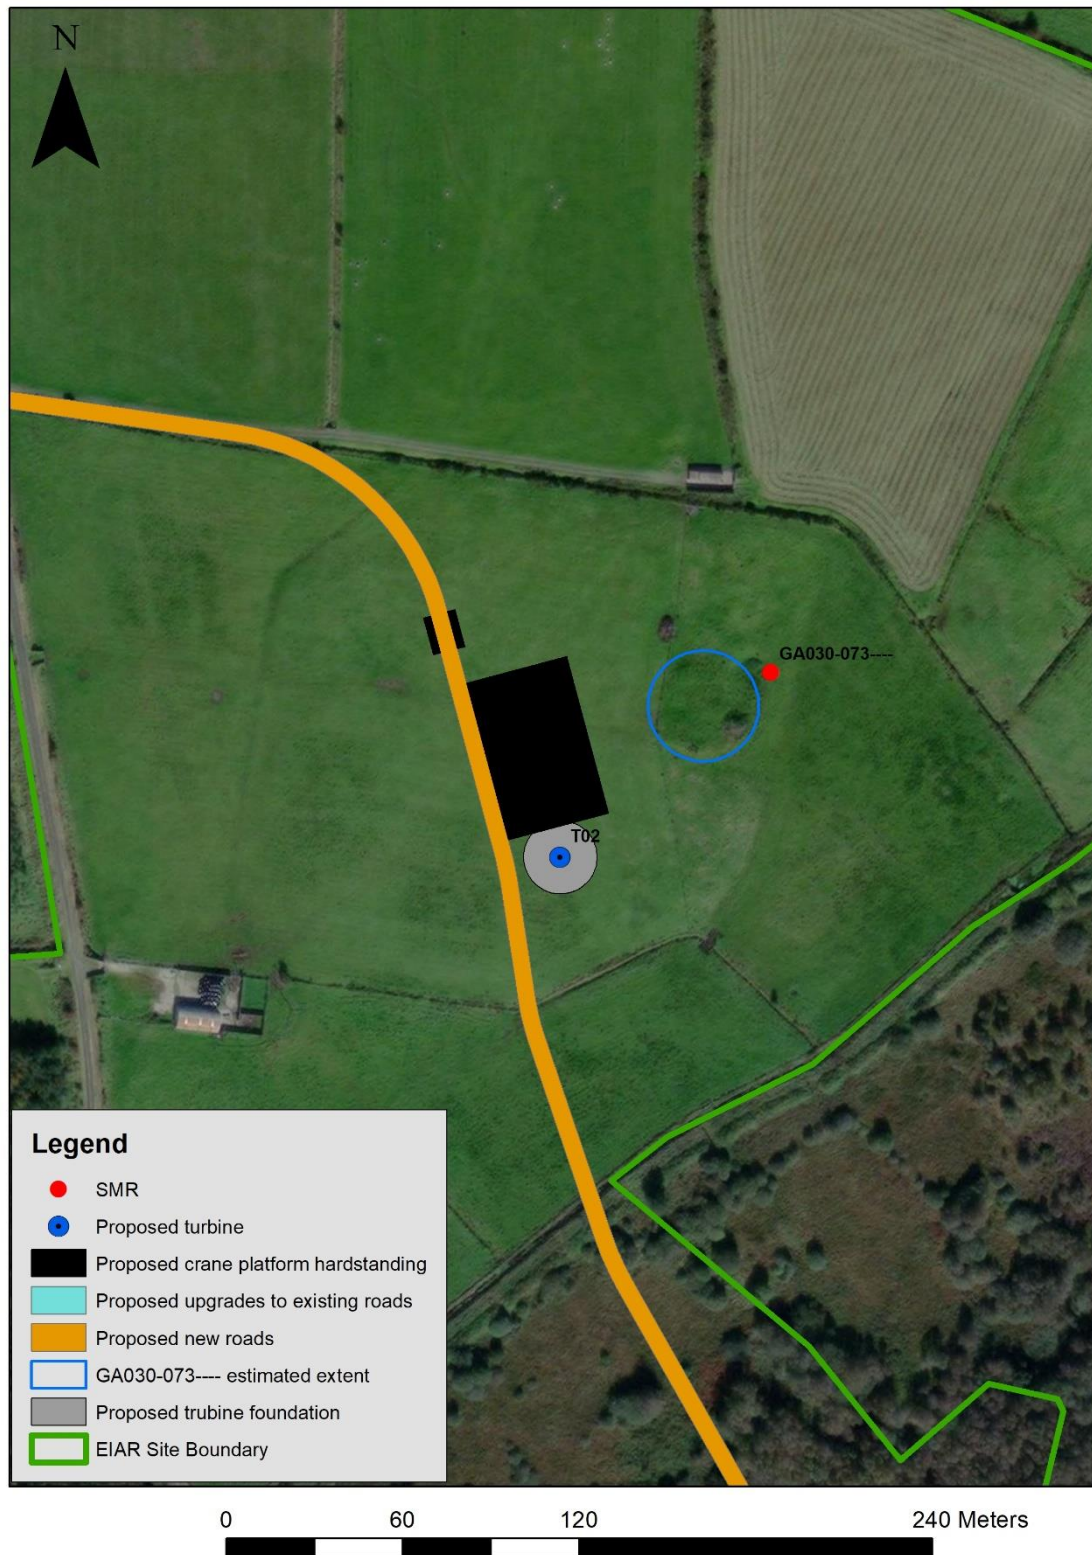 N
GA030-073----
T02
Legend
SMR
Proposed turbine
Proposed crane platform hardstanding
Proposed upgrades to existing roads
Proposed new roads
GA030-073---- estimated extent
Proposed trubine foundation
EIAR Site Boundary
0 60 120 240 Meters